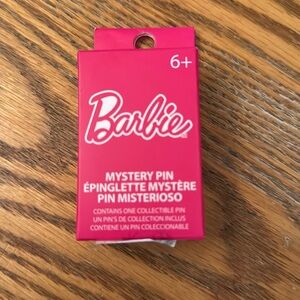 6+
Barbie
MYSTERY PIN
ÉPINGLETTE MYSTÈRE
PIN MISTERIOSO
CONTAINS ONE COLLECTIBLE PIN
UN PIN'S DE COLLECTION INCLUS
CONTIENE UN PIN COLECCIONABLE